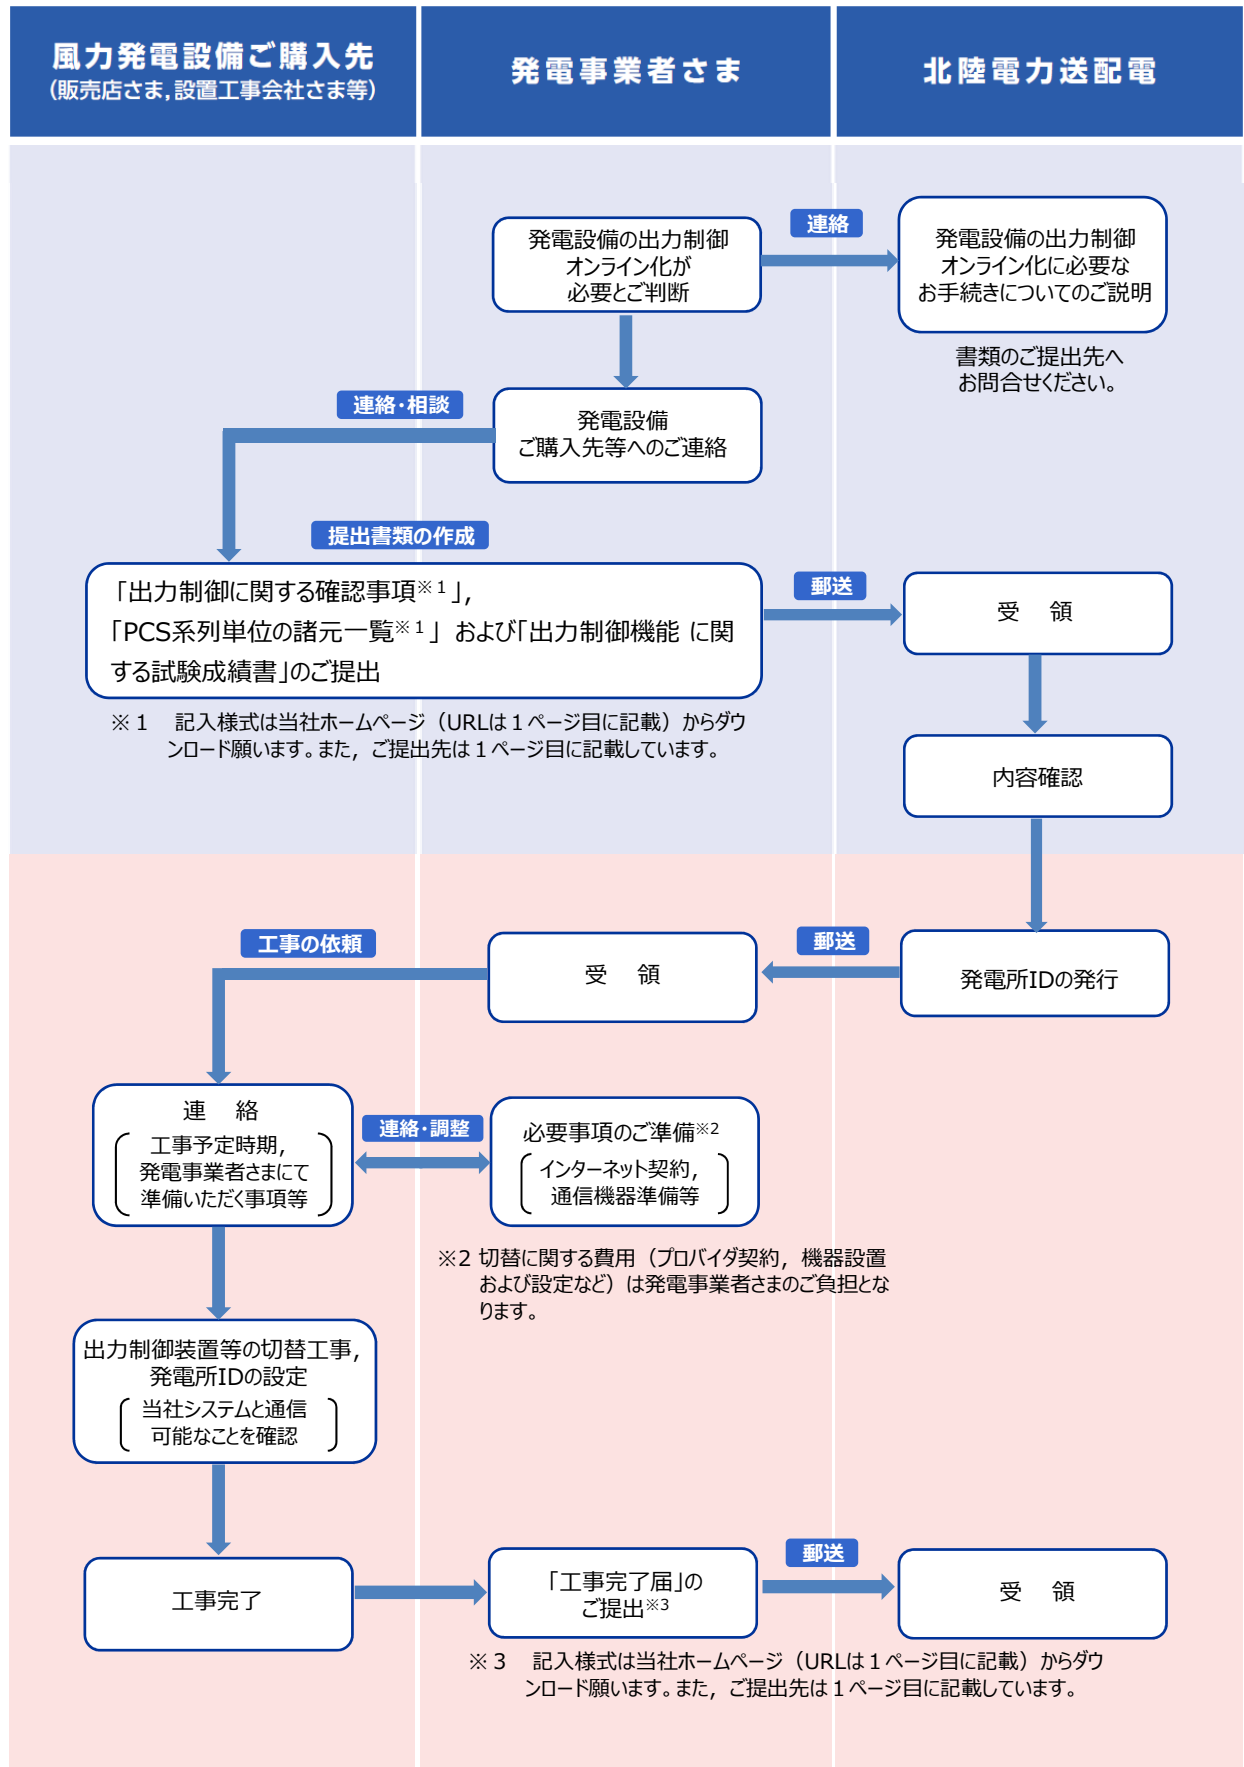 風力発電設備ご購入先
(販売店さま,設置工事会社さま等)
発電事業者さま
北陸電力送配電
発電設備の出力制御
オンライン化が
必要とご判断
連絡
発電設備の出力制御
オンライン化に必要な
お手続きについてのご説明
書類のご提出先へ
お問合せください。
連絡・相談
発電設備
ご購入先等へのご連絡
提出書類の作成
「出力制御に関する確認事項※1」,
「PCS系列単位の諸元一覧※1」 および「出力制御機能 に関
する試験成績書」のご提出
郵送
受 領
※1 記入様式は当社ホームページ（URLは１ページ目に記載）からダウ
ンロード願います。また，ご提出先は１ページ目に記載しています。
内容確認
工事の依頼
受 領
郵送
発電所IDの発行
連 絡
工事予定時期,
発電事業者さまにて
準備いただく事項等
連絡・調整
必要事項のご準備※2
インターネット契約,
通信機器準備等
※2 切替に関する費用（プロバイダ契約，機器設置
および設定など）は発電事業者さまのご負担とな
ります。
出力制御装置等の切替工事,
発電所IDの設定
当社システムと通信
可能なことを確認
工事完了
「工事完了届」の
ご提出※3
郵送
受 領
※3 記入様式は当社ホームページ（URLは１ページ目に記載）からダウ
ンロード願います。また，ご提出先は１ページ目に記載しています。